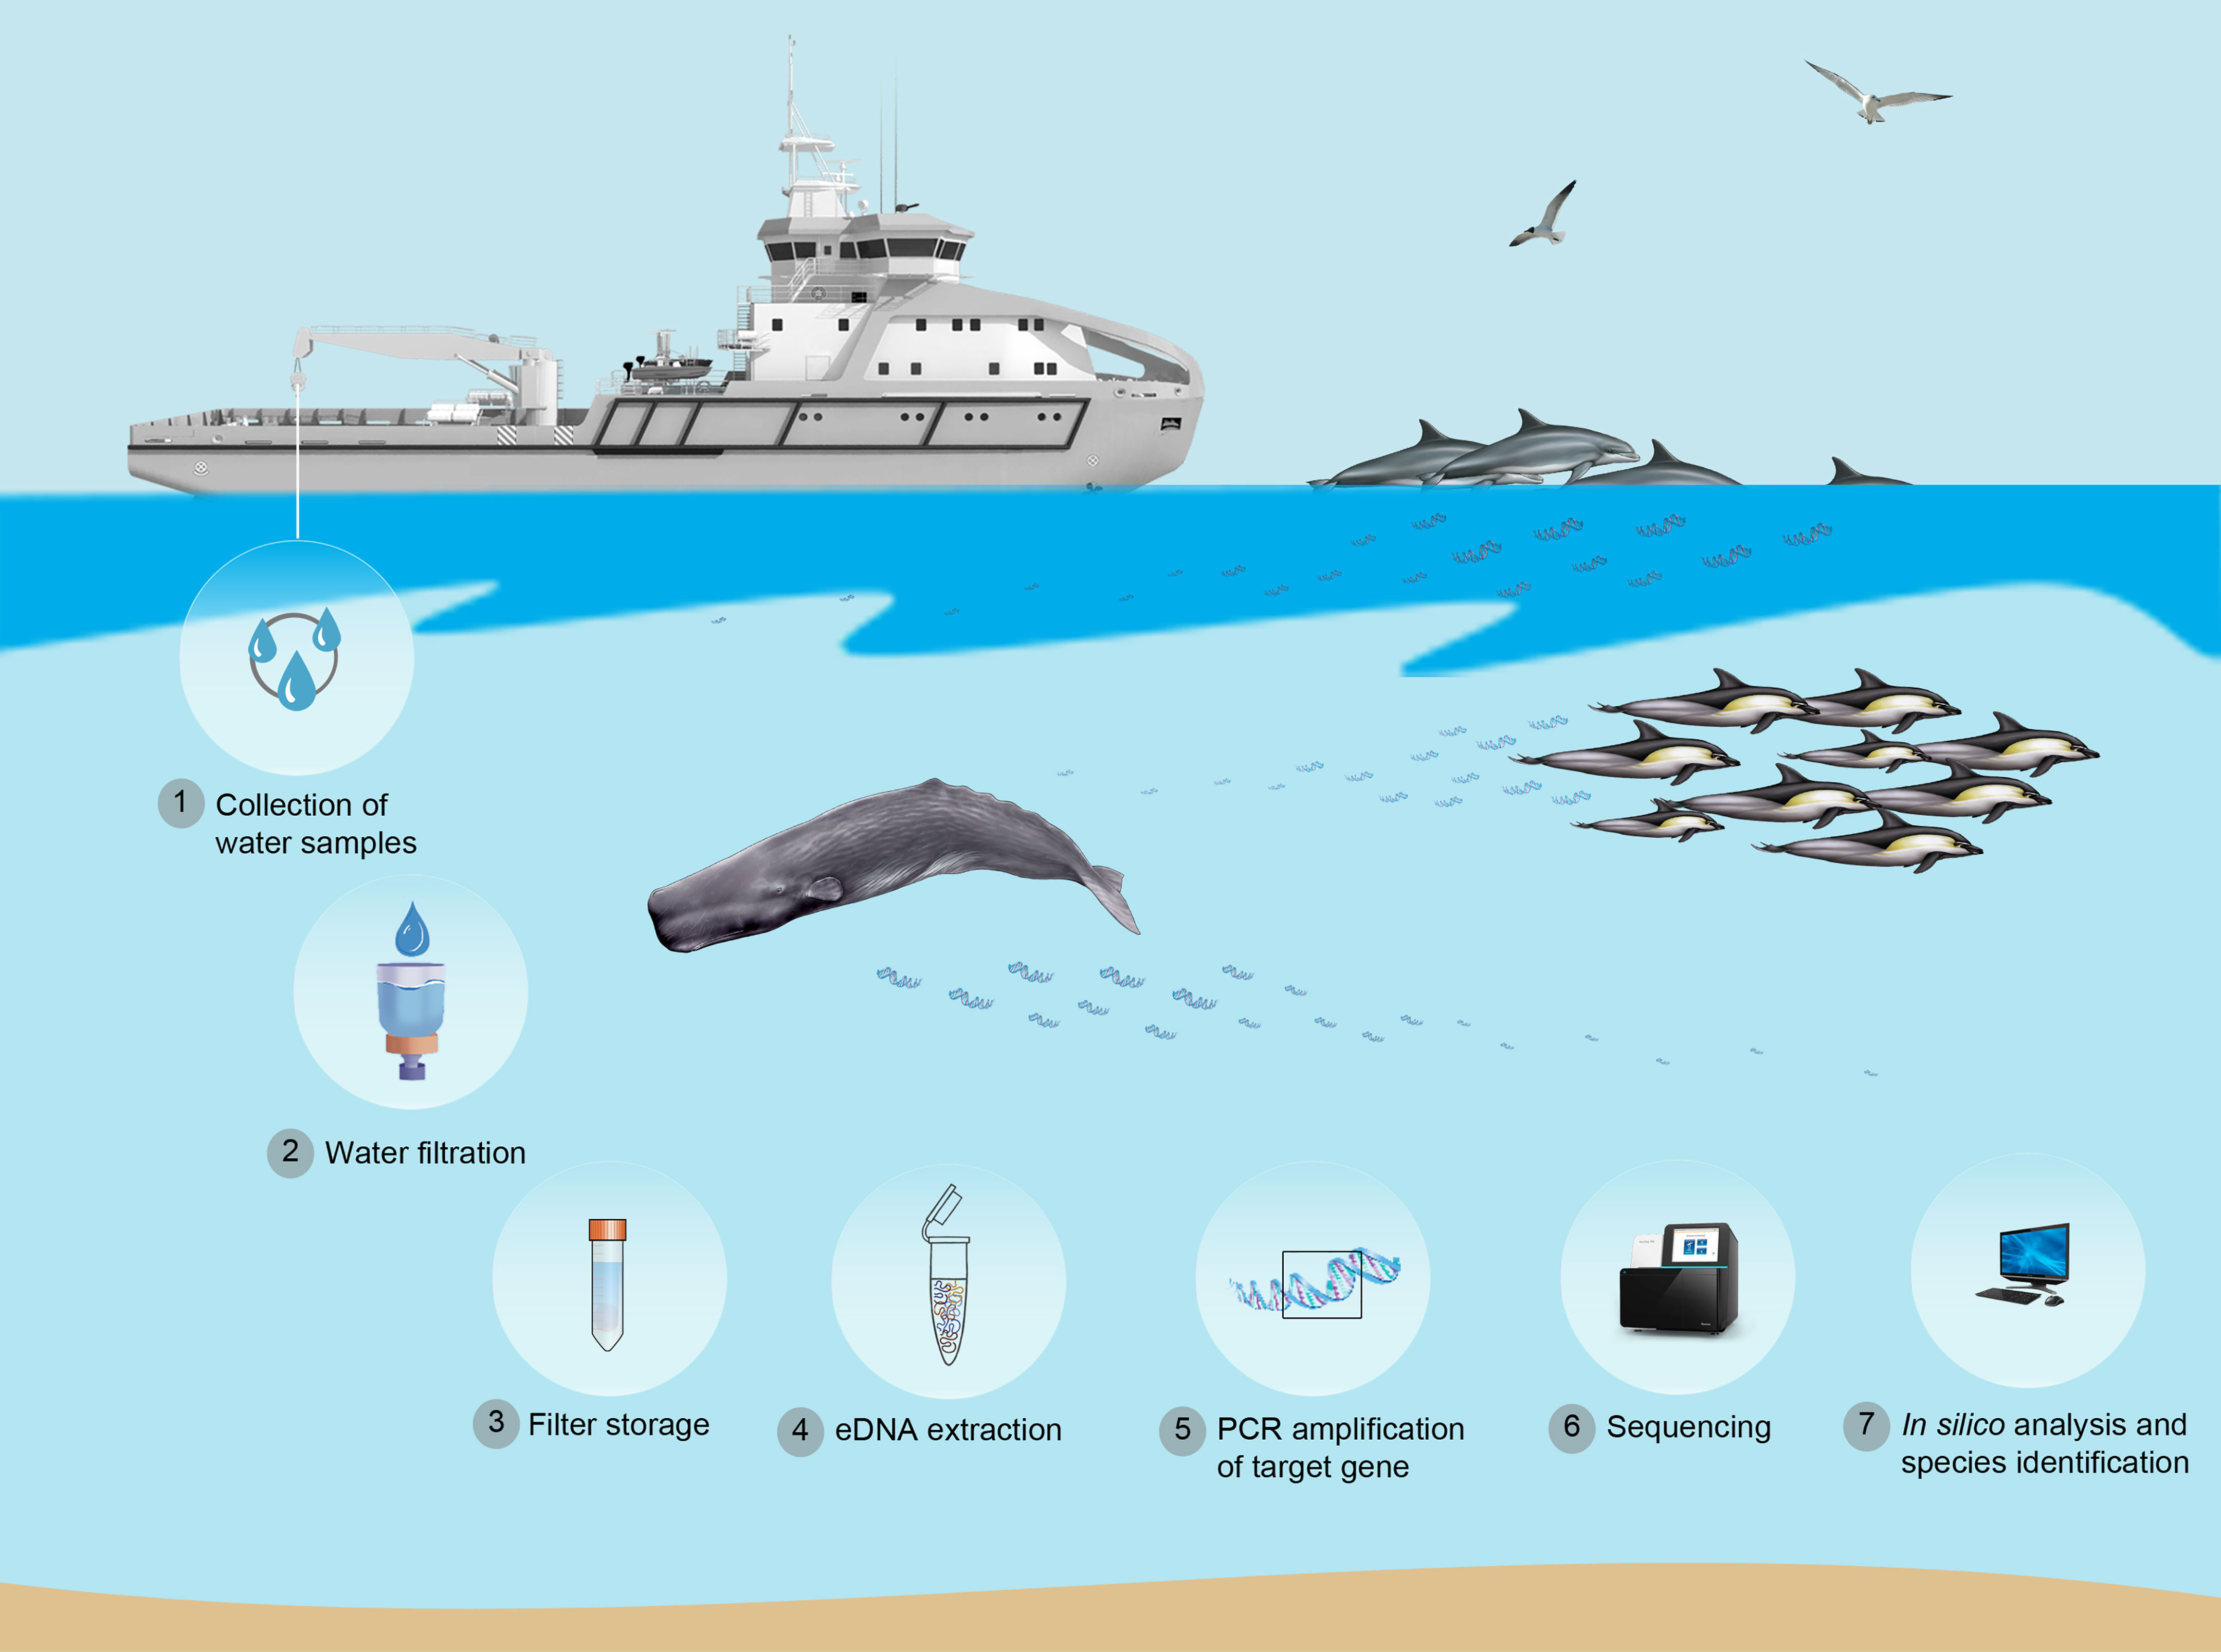 1 Collection of
water samples
2 Water filtration
3 Filter storage
4 eDNA extraction
5 PCR amplification
of target gene
6 Sequencing
7 In silico analysis and
species identification